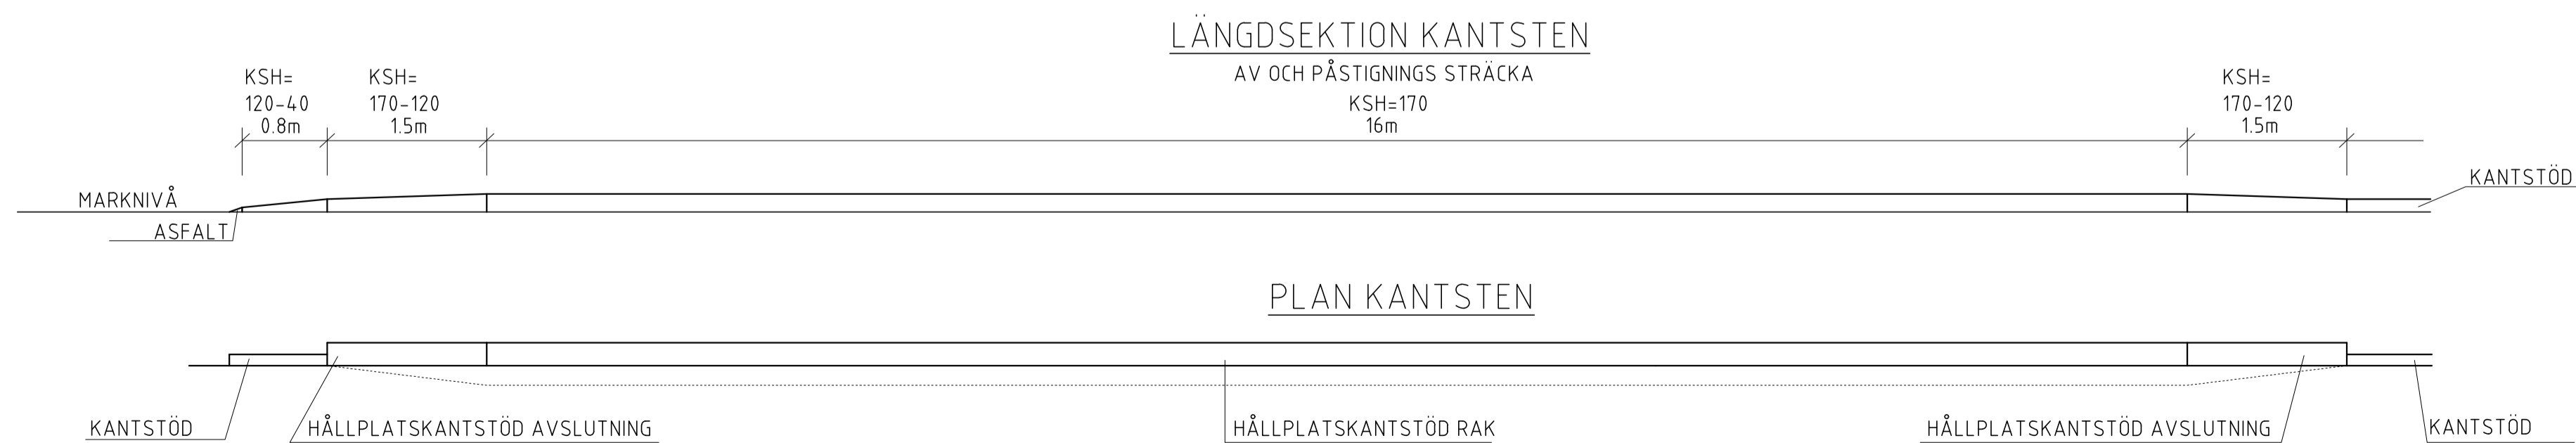 LÄNGDSEKTION KANTSTEN
AV OCH PÅSTIGNINGS STRÄCKA
KSH=
120-40
0.8m
KSH=
170-120
1.5m
KSH=170
16m
KSH=
170-120
1.5m
MARKNIVÅ
ASFALT
KANTSTÖD
PLAN KANTSTEN
KANTSTÖD
HÅLLPLATSKANTSTÖD AVSLUTNING
HÅLLPLATSKANTSTÖD RAK
HÅLLPLATSKANTSTÖD AVSLUTNING
KANTSTÖD